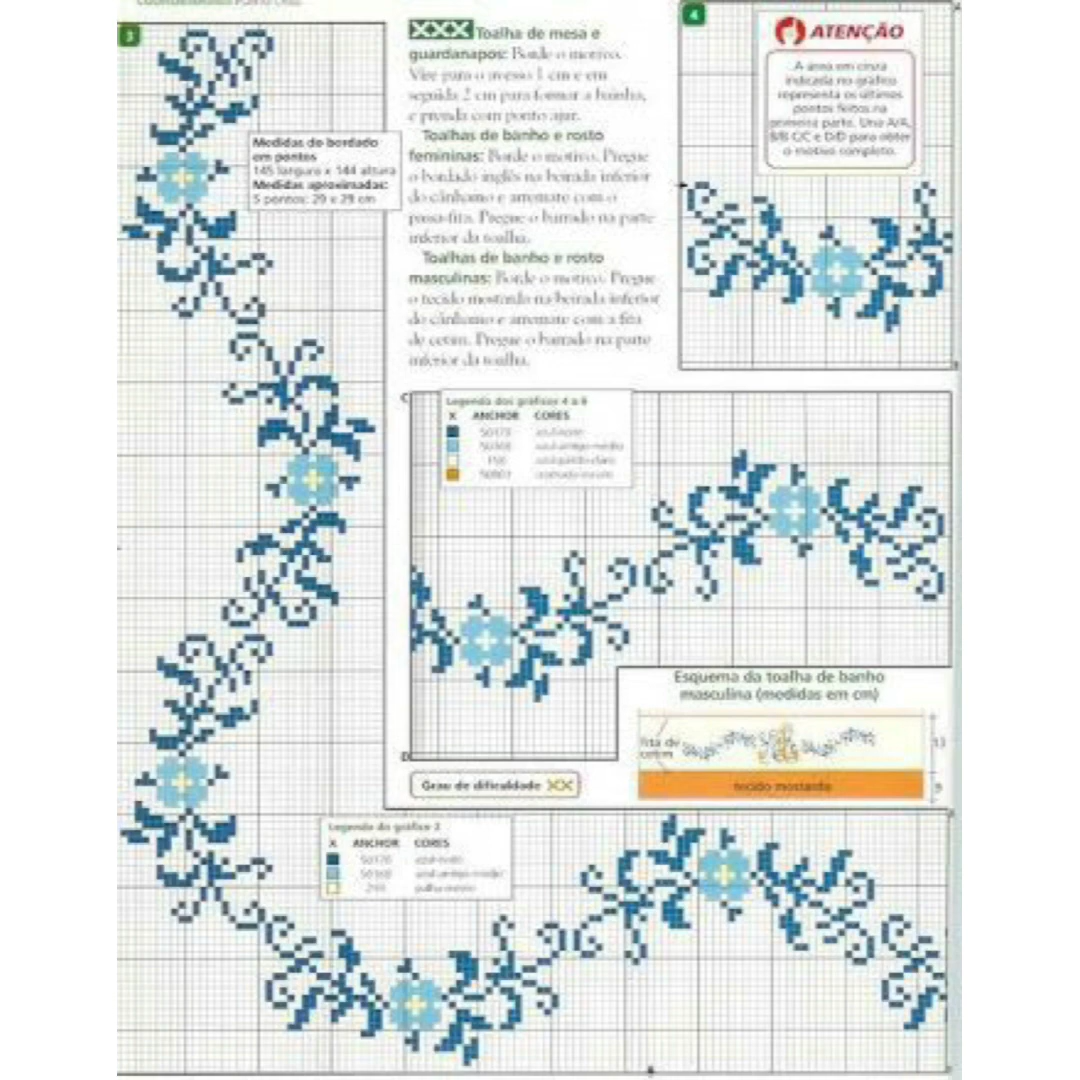 3
Medidas do bordado
em pontos
145 largura x 144 altura
Medidas aproximadas:
5 pontos: 29 x 29 cm
XXX Toalha de mesa e
guardanapos: Borde o motivo.
Vire para o avesso 1 cm e em
seguida 2 cm para formar a bainha,
e prenda com ponto ajur.
Toalhas de banho e rosto
femininas: Borde o motivo. Pregue
o bordado inglês na beirada inferior
do cânhamo e arremate com o
passa-fita. Pregue o barrado na parte
inferior da toalha.
Toalhas de banho e rosto
masculinas: Borde o motivo. Pregue
o tecido mostarda na beirada inferior
do cânhamo e arremate com a fita
de cetim. Pregue o barrado na parte
inferior da toalha.
4
ATENÇÃO
A área em cinza
indicada no gráfico
representa os últimos
pontos feitos na
primeira parte. Una A/A,
B/B C/C e D/D para obter
o motivo completo.
C
Legenda dos gráficos 4 a 6
X ANCHOR CORES
D
Grau de dificuldade XX
Esquema da toalha de banho
masculina (medidas em cm)
fita de
cetim
13
tecido mostarda
9
Legenda do gráfico 3
X ANCHOR CORES